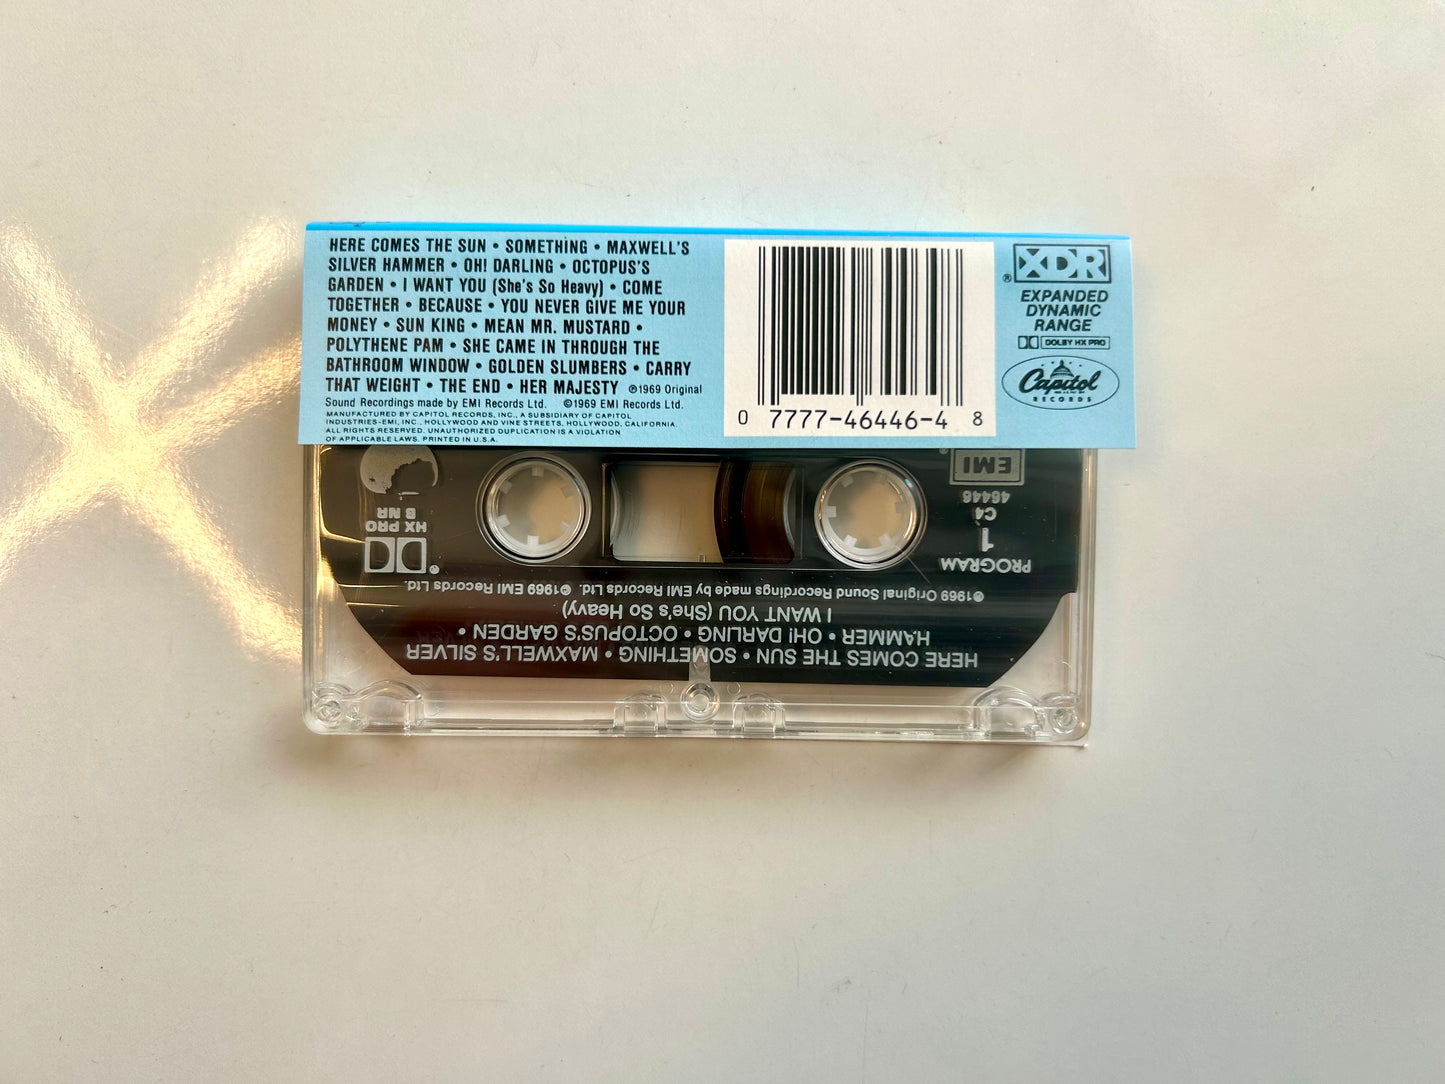 HERE COMES THE SUN • SOMETHING • MAXWELL'S
SILVER HAMMER • OH! DARLING • OCTOPUS'S
GARDEN • I WANT YOU (She's So Heavy) • COME
TOGETHER • BECAUSE • YOU NEVER GIVE ME YOUR
MONEY • SUN KING • MEAN MR. MUSTARD •
POLYTHENE PAM • SHE CAME IN THROUGH THE
BATHROOM WINDOW • GOLDEN SLUMBERS • CARRY
THAT WEIGHT • THE END • HER MAJESTY ℗1969 Original
Sound Recordings made by EMI Records Ltd. ©1969 EMI Records Ltd.
MANUFACTURED BY CAPITOL RECORDS, INC., A SUBSIDIARY OF CAPITOL
INDUSTRIES-EMI, INC., HOLLYWOOD AND VINE STREETS, HOLLYWOOD, CALIFORNIA.
ALL RIGHTS RESERVED. UNAUTHORIZED DUPLICATION IS A VIOLATION
OF APPLICABLE LAWS. PRINTED IN U.S.A.
0 7777-46446-4 8
XDR®
EXPANDED
DYNAMIC
RANGE
DOLBY HX PRO
Capitol
RECORDS
HERE COMES THE SUN • SOMETHING • MAXWELL'S SILVER
HAMMER • OH! DARLING • OCTOPUS'S GARDEN •
I WANT YOU (She's So Heavy)
℗1969 Original Sound Recordings made by EMI Records Ltd. ©1969 EMI Records Ltd.
PROGRAM
1
C4
46446
EMI
HX PRO
B NR